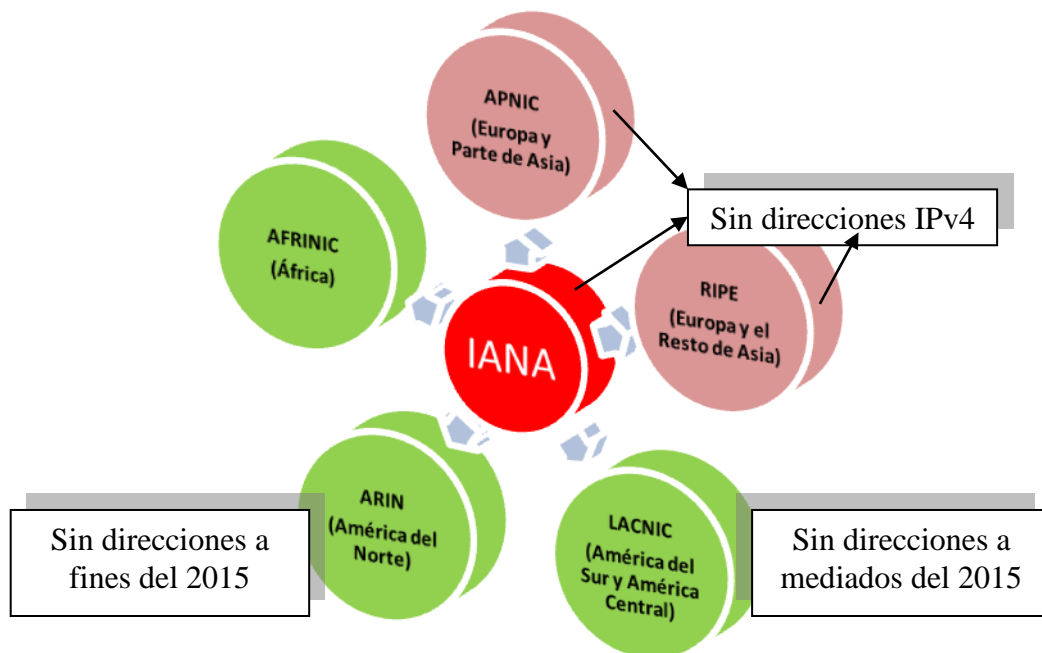 APNIC
(Europa y
Parte de Asia)
Sin direcciones IPv4
AFRINIC
(África)
RIPE
(Europa y el
Resto de Asia)
IANA
ARIN
(América del
Norte)
LACNIC
(América del
Sur y América
Central)
Sin direcciones a
fines del 2015
Sin direcciones a
mediados del 2015